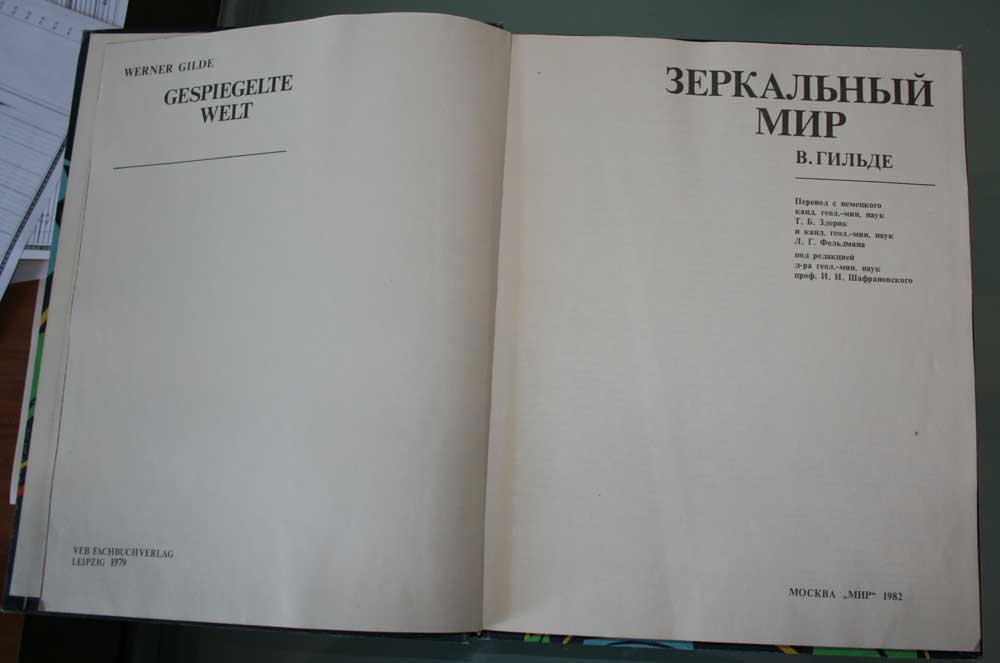 WERNER GILDE
GESPIEGELTE
WELT
VEB FACHBUCHVERLAG
LEIPZIG 1979
ЗЕРКАЛЬНЫЙ
МИР
В. ГИЛЬДЕ
Перевод с немецкого
канд. геол.-мин. наук
Т. Б. Здорик
и канд. геол.-мин. наук
Л. Г. Фельдмана
под редакцией
д-ра геол.-мин. наук
проф. И. И. Шафрановского
МОСКВА „МИР“ 1982